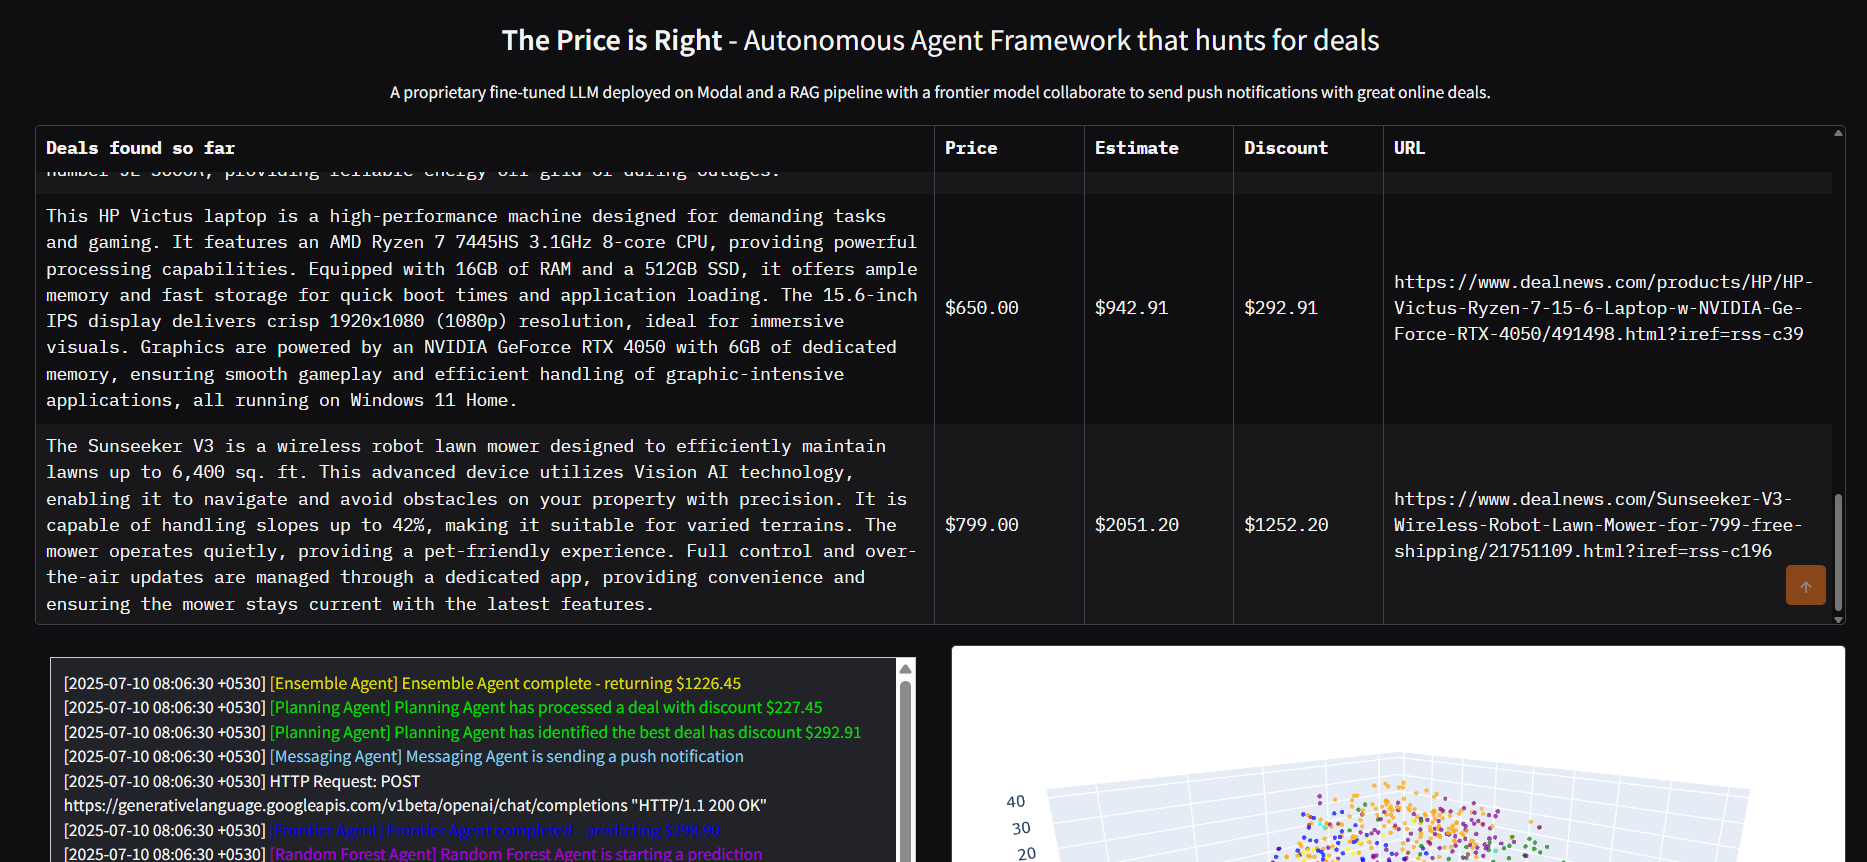 The Price is Right - Autonomous Agent Framework that hunts for deals
A proprietary fine-tuned LLM deployed on Modal and a RAG pipeline with a frontier model collaborate to send push notifications with great online deals.
Deals found so far
Price
Estimate
Discount
URL
number JE-3000A, providing reliable energy off grid or during outages.
This HP Victus laptop is a high-performance machine designed for demanding tasks
and gaming. It features an AMD Ryzen 7 7445HS 3.1GHz 8-core CPU, providing powerful
processing capabilities. Equipped with 16GB of RAM and a 512GB SSD, it offers ample
memory and fast storage for quick boot times and application loading. The 15.6-inch
IPS display delivers crisp 1920x1080 (1080p) resolution, ideal for immersive
visuals. Graphics are powered by an NVIDIA GeForce RTX 4050 with 6GB of dedicated
memory, ensuring smooth gameplay and efficient handling of graphic-intensive
applications, all running on Windows 11 Home.
$650.00
$942.91
$292.91
https://www.dealnews.com/products/HP/HP-
Victus-Ryzen-7-15-6-Laptop-w-NVIDIA-Ge-
Force-RTX-4050/491498.html?iref=rss-c39
The Sunseeker V3 is a wireless robot lawn mower designed to efficiently maintain
lawns up to 6,400 sq. ft. This advanced device utilizes Vision AI technology,
enabling it to navigate and avoid obstacles on your property with precision. It is
capable of handling slopes up to 42%, making it suitable for varied terrains. The
mower operates quietly, providing a pet-friendly experience. Full control and over-
the-air updates are managed through a dedicated app, providing convenience and
ensuring the mower stays current with the latest features.
$799.00
$2051.20
$1252.20
https://www.dealnews.com/Sunseeker-V3-
Wireless-Robot-Lawn-Mower-for-799-free-
shipping/21751109.html?iref=rss-c196
[2025-07-10 08:06:30 +0530] [Ensemble Agent] Ensemble Agent complete - returning $1226.45
[2025-07-10 08:06:30 +0530] [Planning Agent] Planning Agent has processed a deal with discount $227.45
[2025-07-10 08:06:30 +0530] [Planning Agent] Planning Agent has identified the best deal has discount $292.91
[2025-07-10 08:06:30 +0530] [Messaging Agent] Messaging Agent is sending a push notification
[2025-07-10 08:06:30 +0530] HTTP Request: POST
https://generativelanguage.googleapis.com/v1beta/openai/chat/completions "HTTP/1.1 200 OK"
[2025-07-10 08:06:30 +0530] [Frontier Agent] Frontier Agent completed - predicting $299.90
[2025-07-10 08:06:30 +0530] [Random Forest Agent] Random Forest Agent is starting a prediction
40
30
20